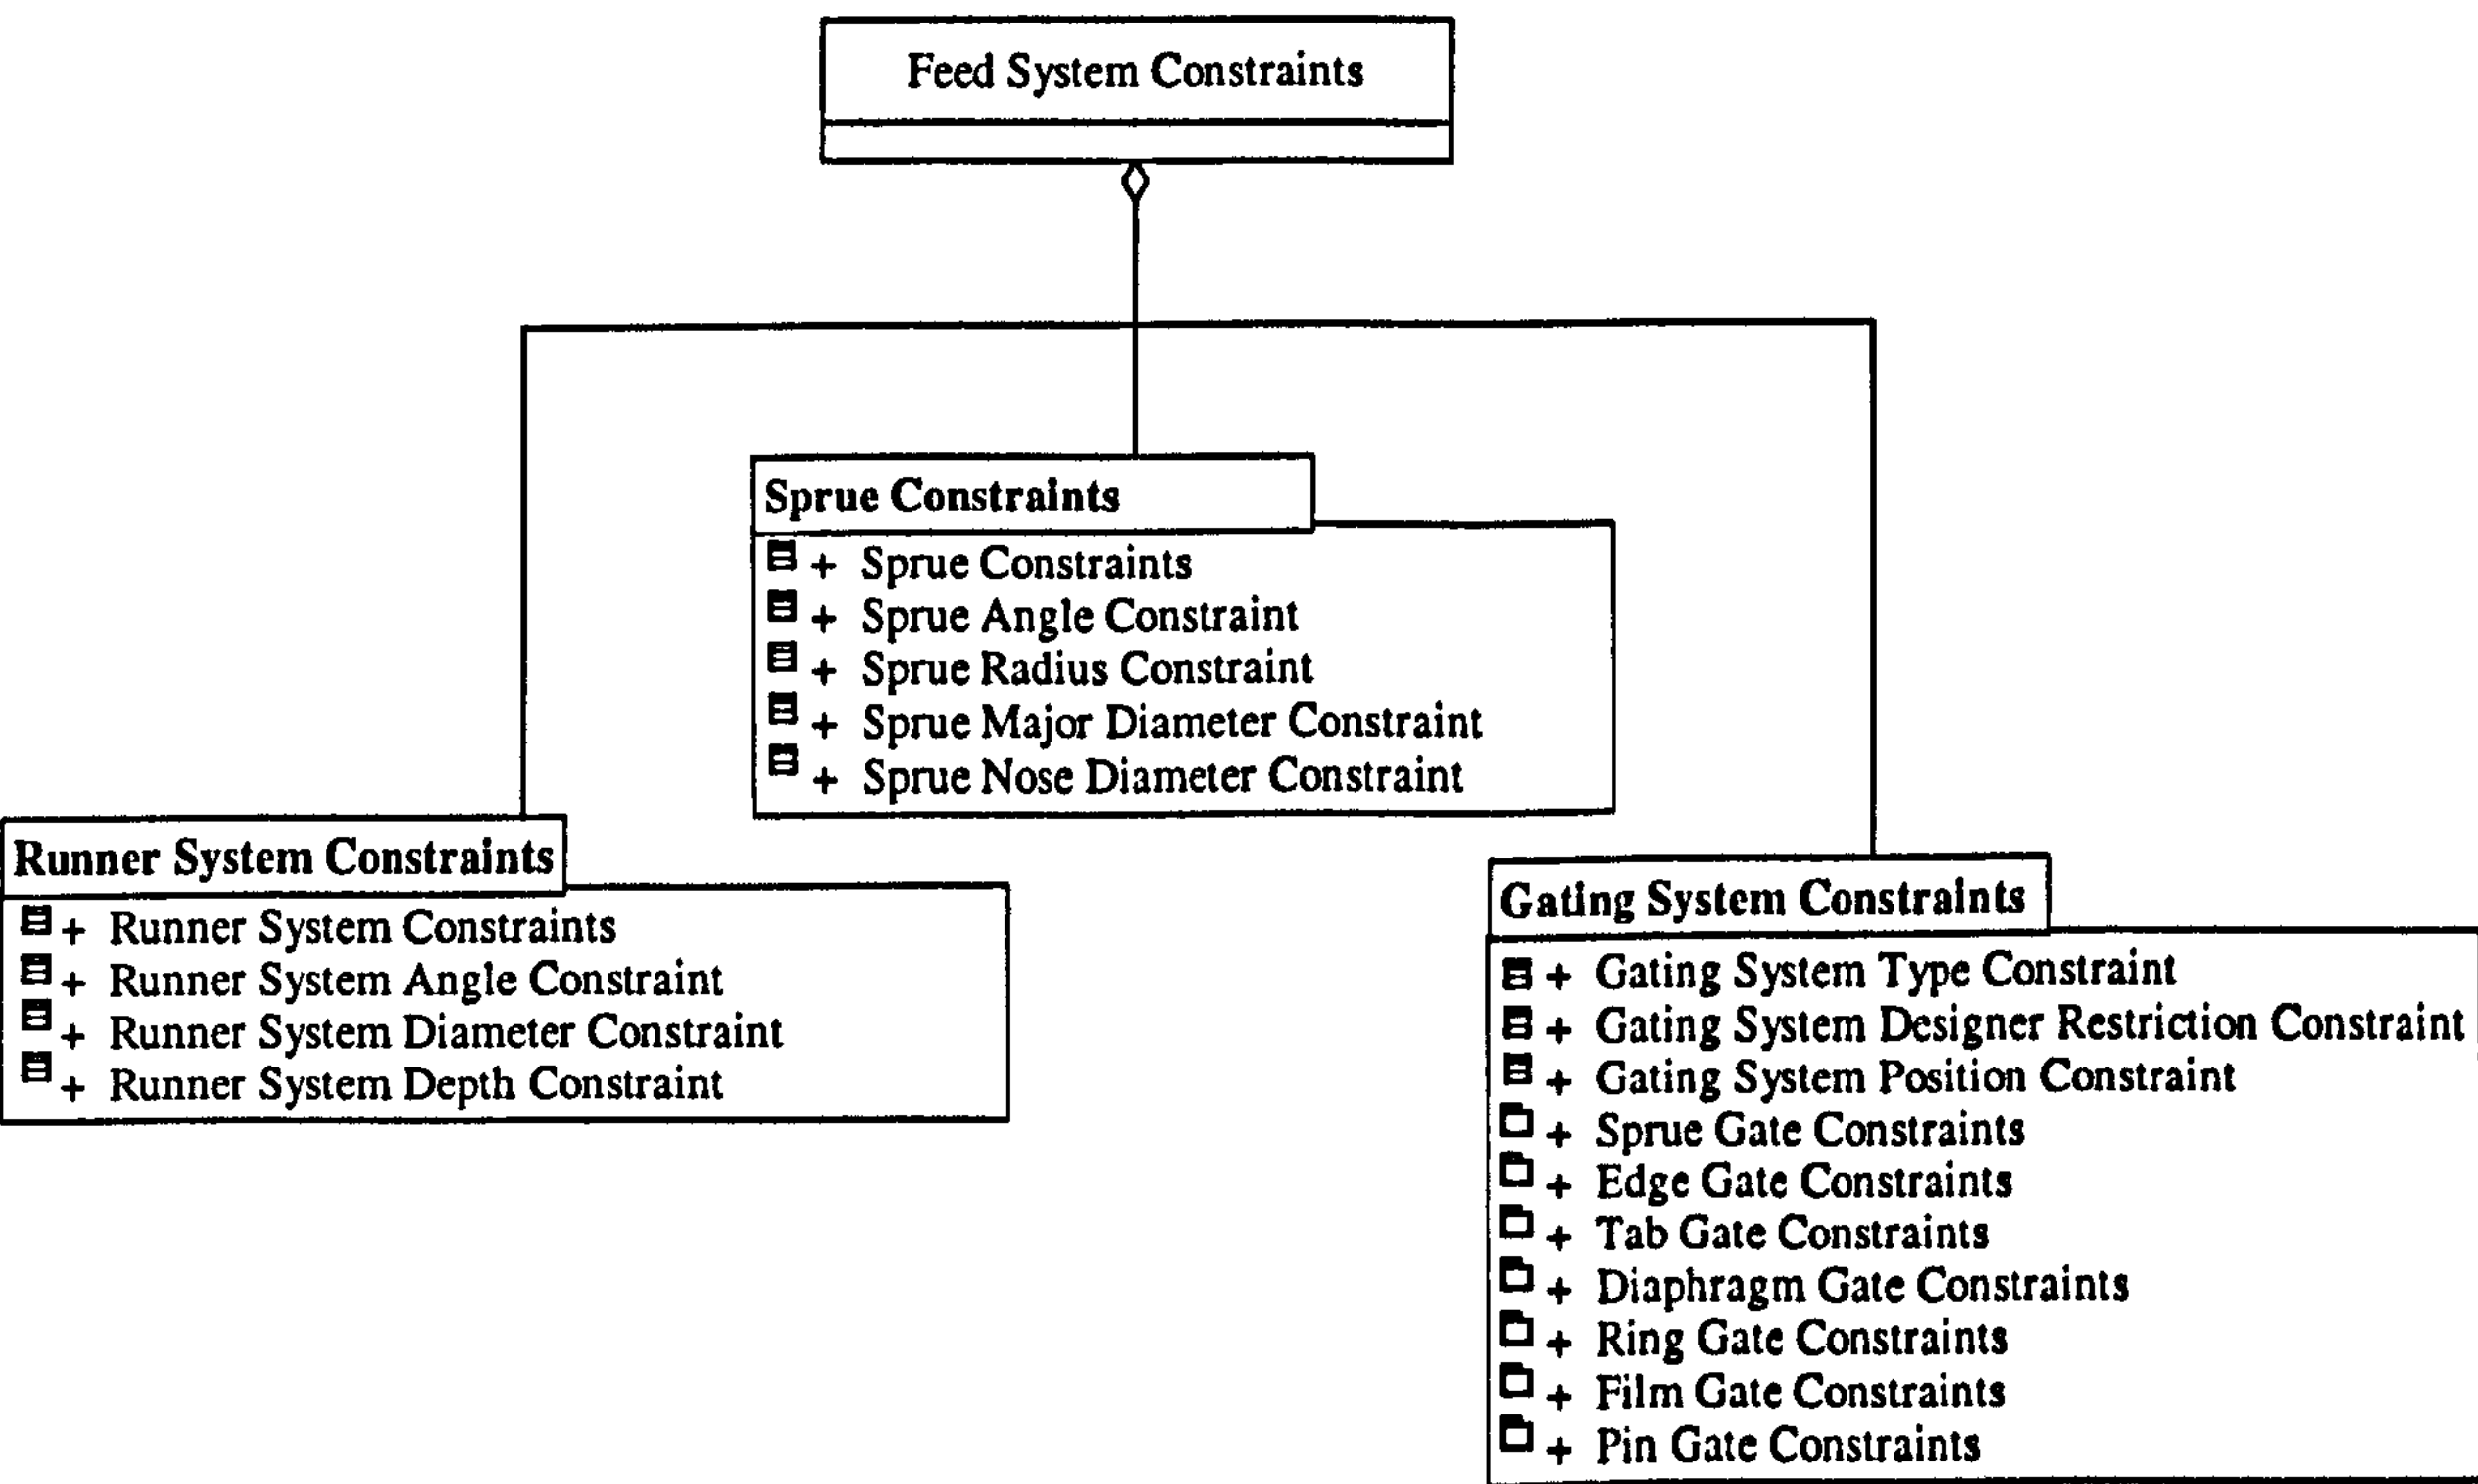 Feed System Constraints
Sprue Constraints
+ Sprue Constraints
+ Sprue Angle Constraint
+ Sprue Radius Constraint
+ Sprue Major Diameter Constraint
+ Sprue Nose Diameter Constraint
Runner System Constraints
+ Runner System Constraints
+ Runner System Angle Constraint
+ Runner System Diameter Constraint
+ Runner System Depth Constraint
Gating System Constraints
+ Gating System Type Constraint
+ Gating System Designer Restriction Constraint
+ Gating System Position Constraint
+ Sprue Gate Constraints
+ Edge Gate Constraints
+ Tab Gate Constraints
+ Diaphragm Gate Constraints
+ Ring Gate Constraints
+ Film Gate Constraints
+ Pin Gate Constraints